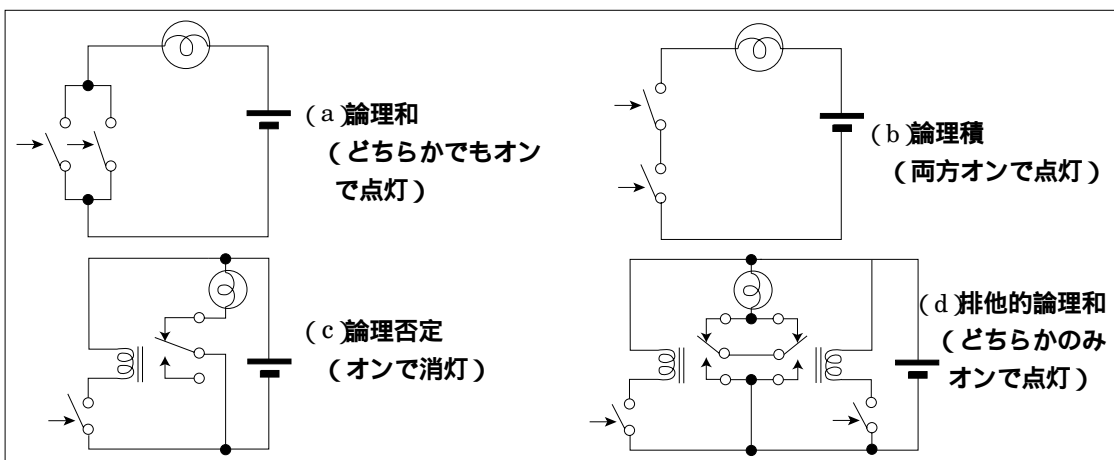 (a)論理和
(どちらかでもオン
で点灯)
(b)論理積
(両方オンで点灯)
(c)論理否定
(オンで消灯)
(d)排他的論理和
(どちらかのみ
オンで点灯)